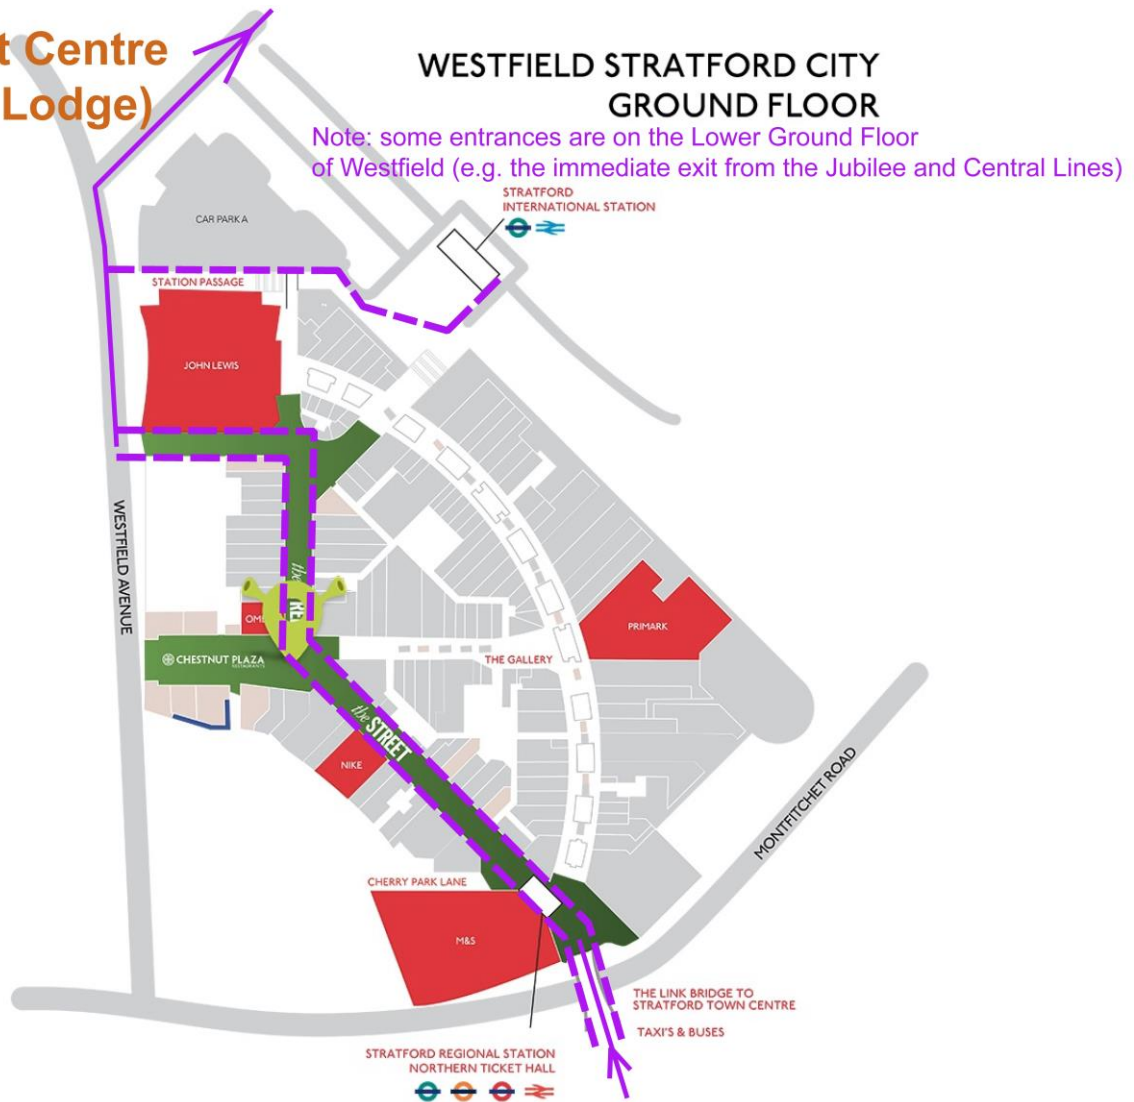 t Centre
Lodge)
WESTFIELD STRATFORD CITY
GROUND FLOOR
Note: some entrances are on the Lower Ground Floor
of Westfield (e.g. the immediate exit from the Jubilee and Central Lines)
STRATFORD
INTERNATIONAL STATION
CAR PARK A
STATION PASSAGE
JOHN LEWIS
WESTFIELD AVENUE
the
PRIMARK
CHESTNUT PLAZA
RESTAURANTS
THE GALLERY
the STREET
NIKE
MONTFITCHET ROAD
CHERRY PARK LANE
M&S
THE LINK BRIDGE TO
STRATFORD TOWN CENTRE
TAXI'S & BUSES
STRATFORD REGIONAL STATION
NORTHERN TICKET HALL